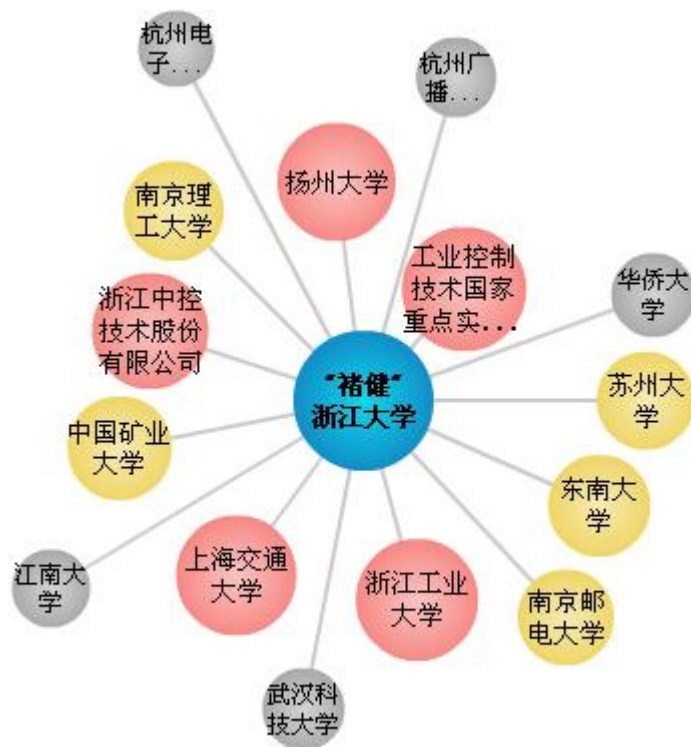 杭州电
子...
杭州广
播...
扬州大学
南京理
工大学
工业控制
技术国家
重点实...
华侨大
学
浙江中控
技术股份
有限公司
“褚健”
浙江大学
苏州大
学
中国矿业
大学
东南大
学
江南大
学
上海交通
大学
浙江工业
大学
南京邮
电大学
武汉科
技大学